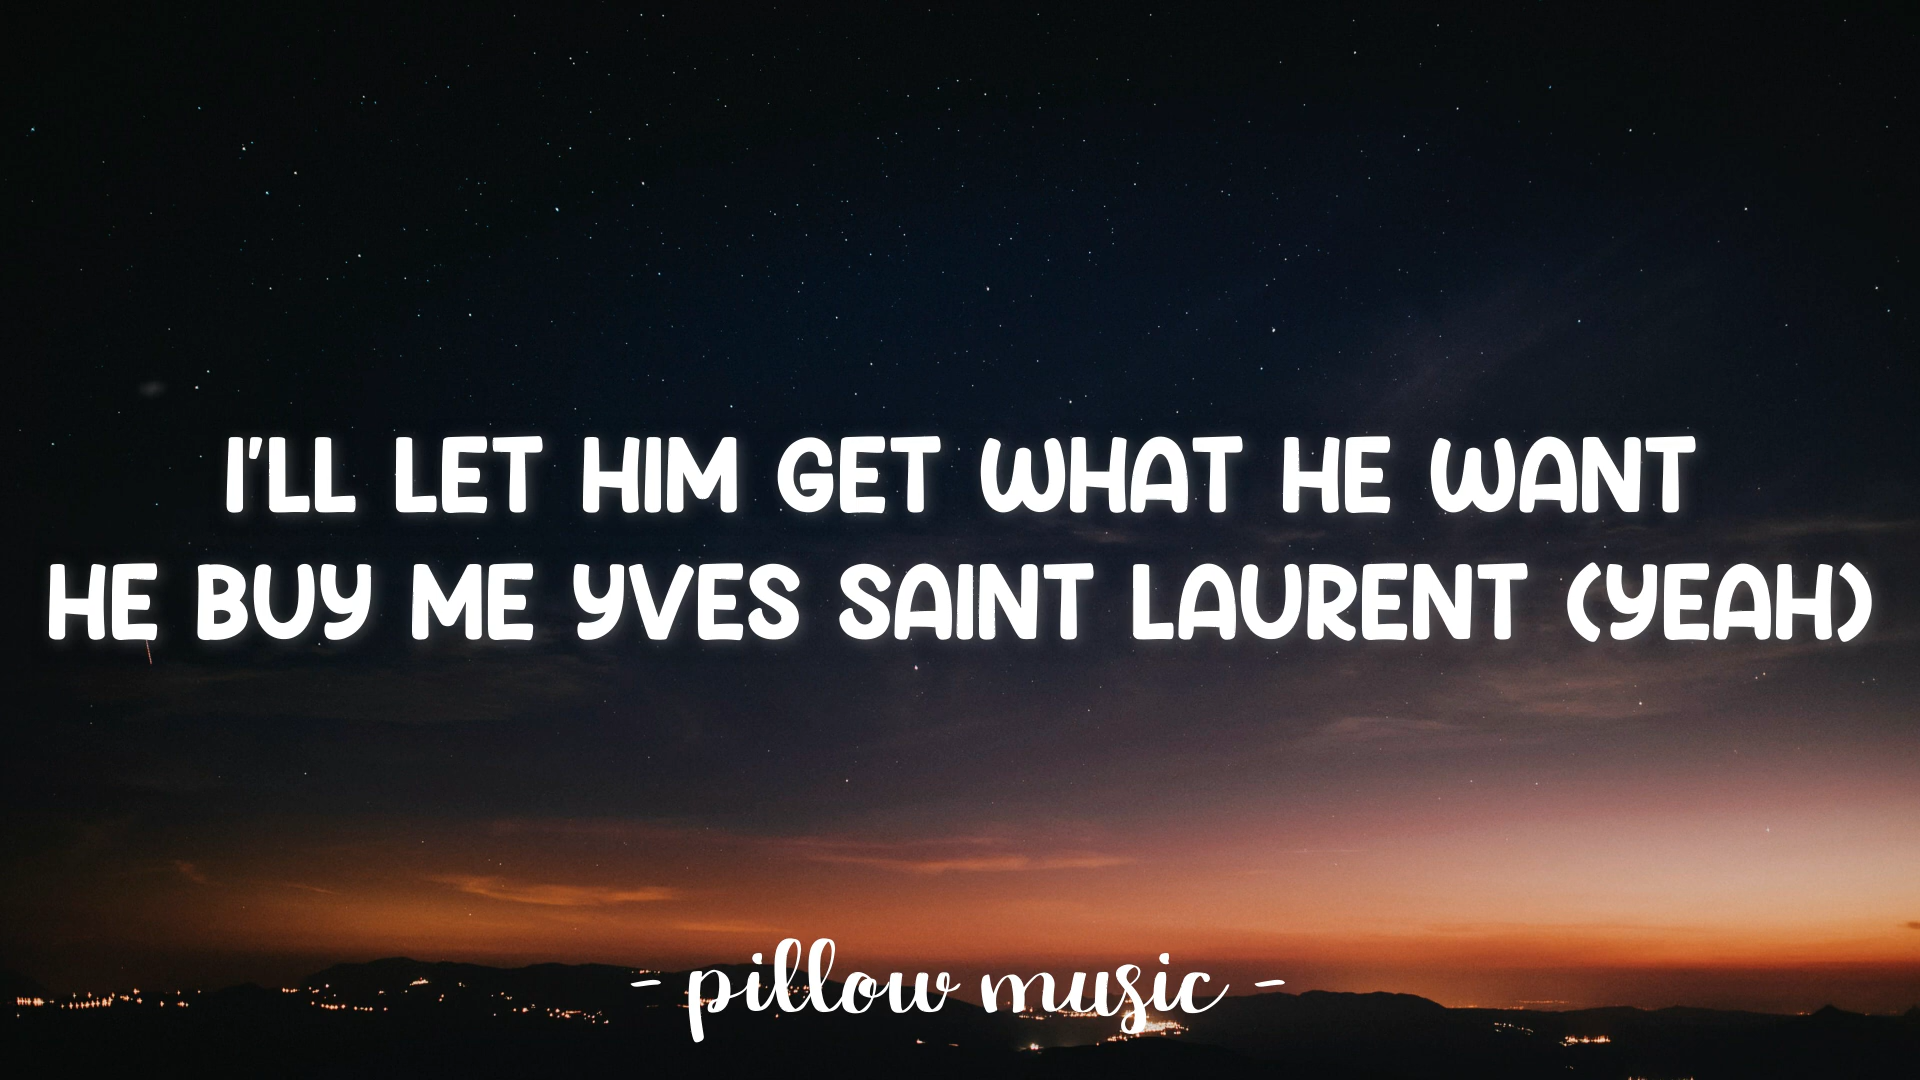 I'LL LET HIM GET WHAT HE WANT
HE BUY ME YVES SAINT LAURENT (YEAH)
- pillow music -